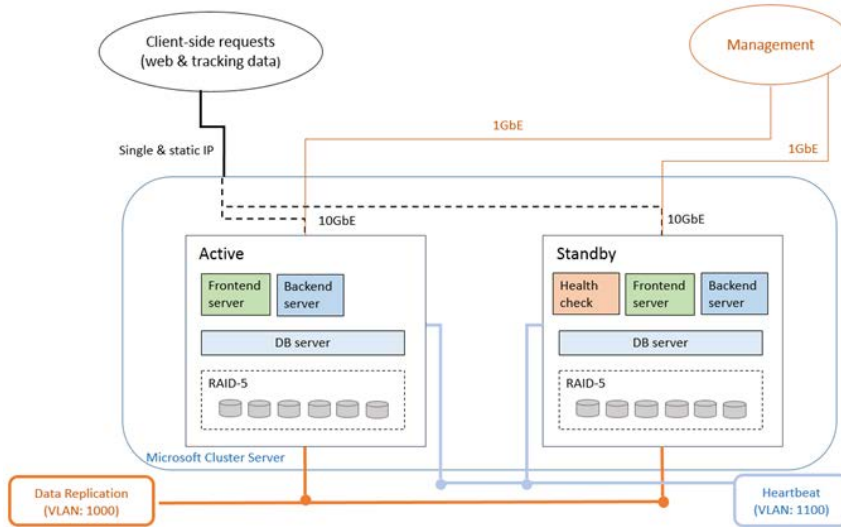 Client-side requests
(web & tracking data)
Management
1GbE
Single & static IP
1GbE
10GbE
10GbE
Active
Standby
Frontend
server
Backend
server
Health
check
Frontend
server
Backend
server
DB server
DB server
RAID-5
RAID-5
Microsoft Cluster Server
Data Replication
(VLAN: 1000)
Heartbeat
(VLAN: 1100)